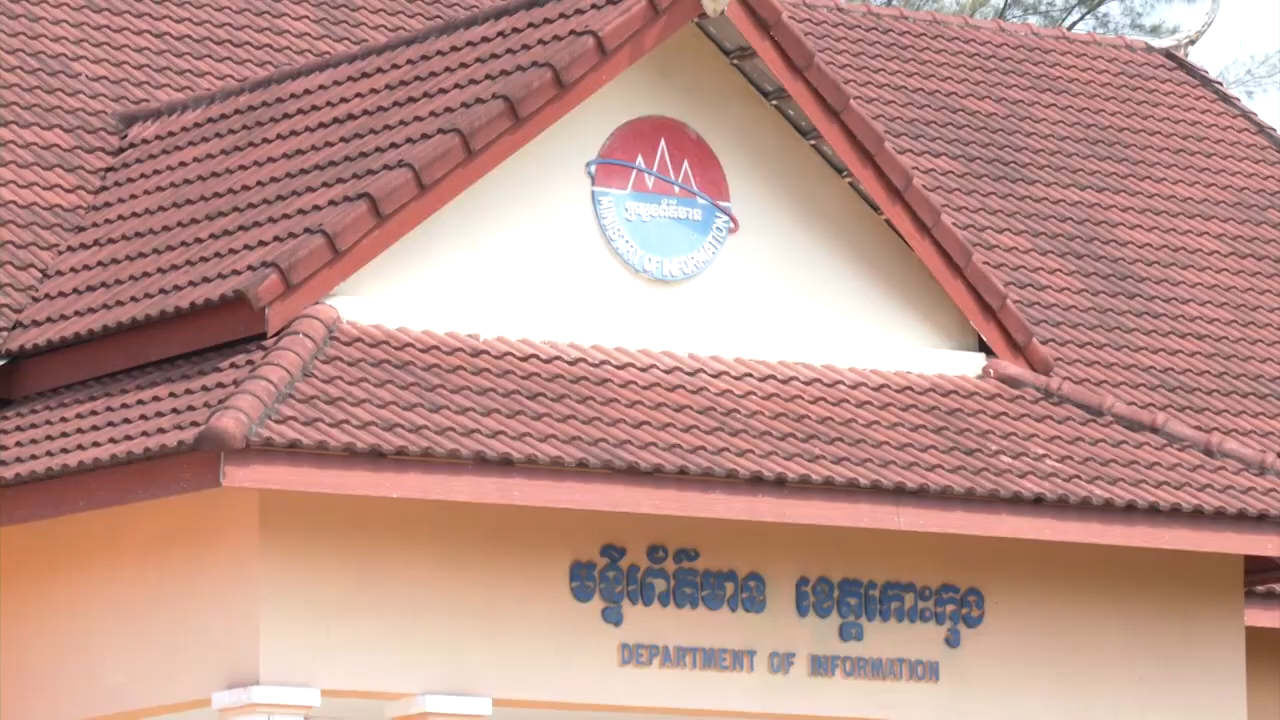 ក្រសួងព័ត៌មាន
MINISTRY OF INFORMATION
មន្ទីរព័ត៌មាន ខេត្តកោះកុង
DEPARTMENT OF INFORMATION